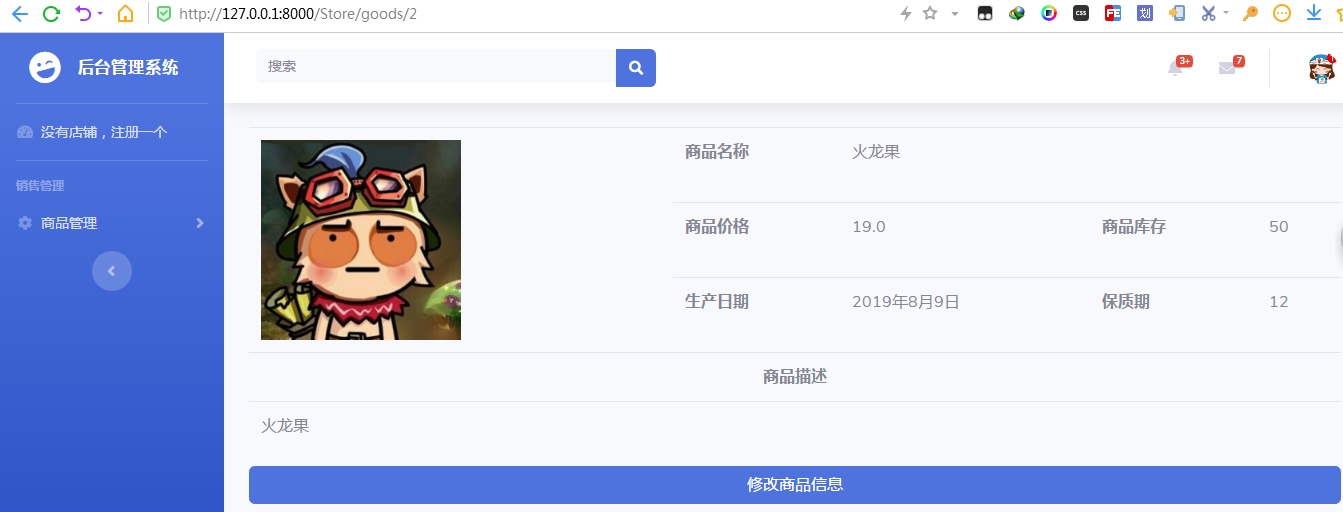 http://127.0.0.1:8000/Store/goods/2
css
FE
划
后台管理系统
搜索
3+
7
没有店铺，注册一个
销售管理
商品管理
商品名称 火龙果
商品价格 19.0 商品库存 50
生产日期 2019年8月9日 保质期 12
商品描述
火龙果
修改商品信息